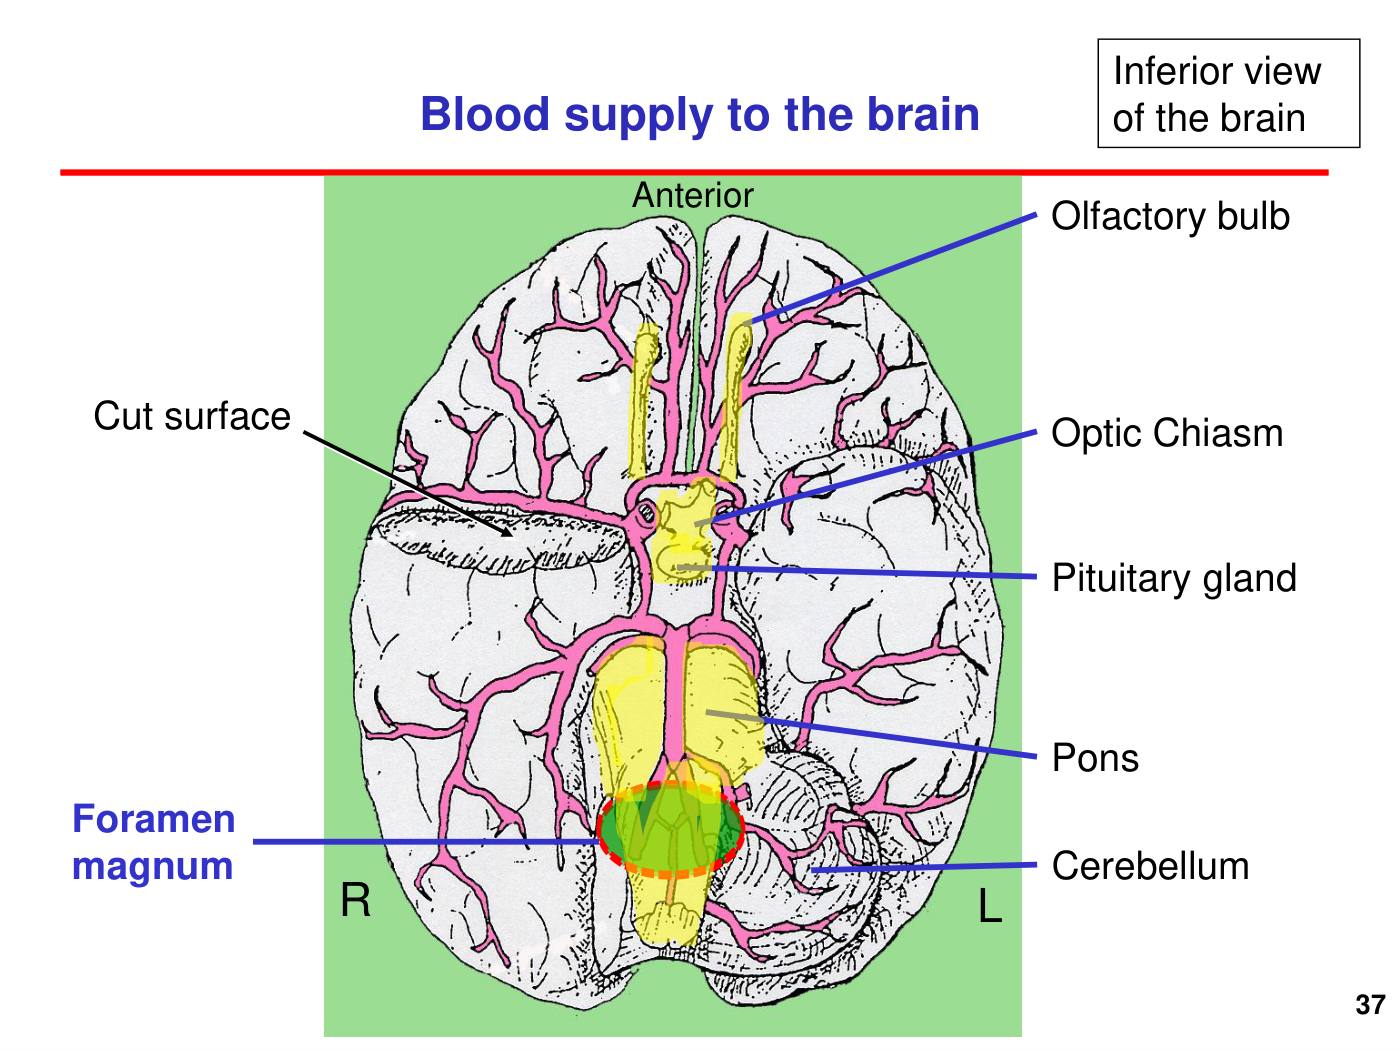 Inferior view
of the brain
Blood supply to the brain
Anterior
Olfactory bulb
Cut surface
Optic Chiasm
Pituitary gland
Pons
Foramen
magnum
Cerebellum
R
L
37